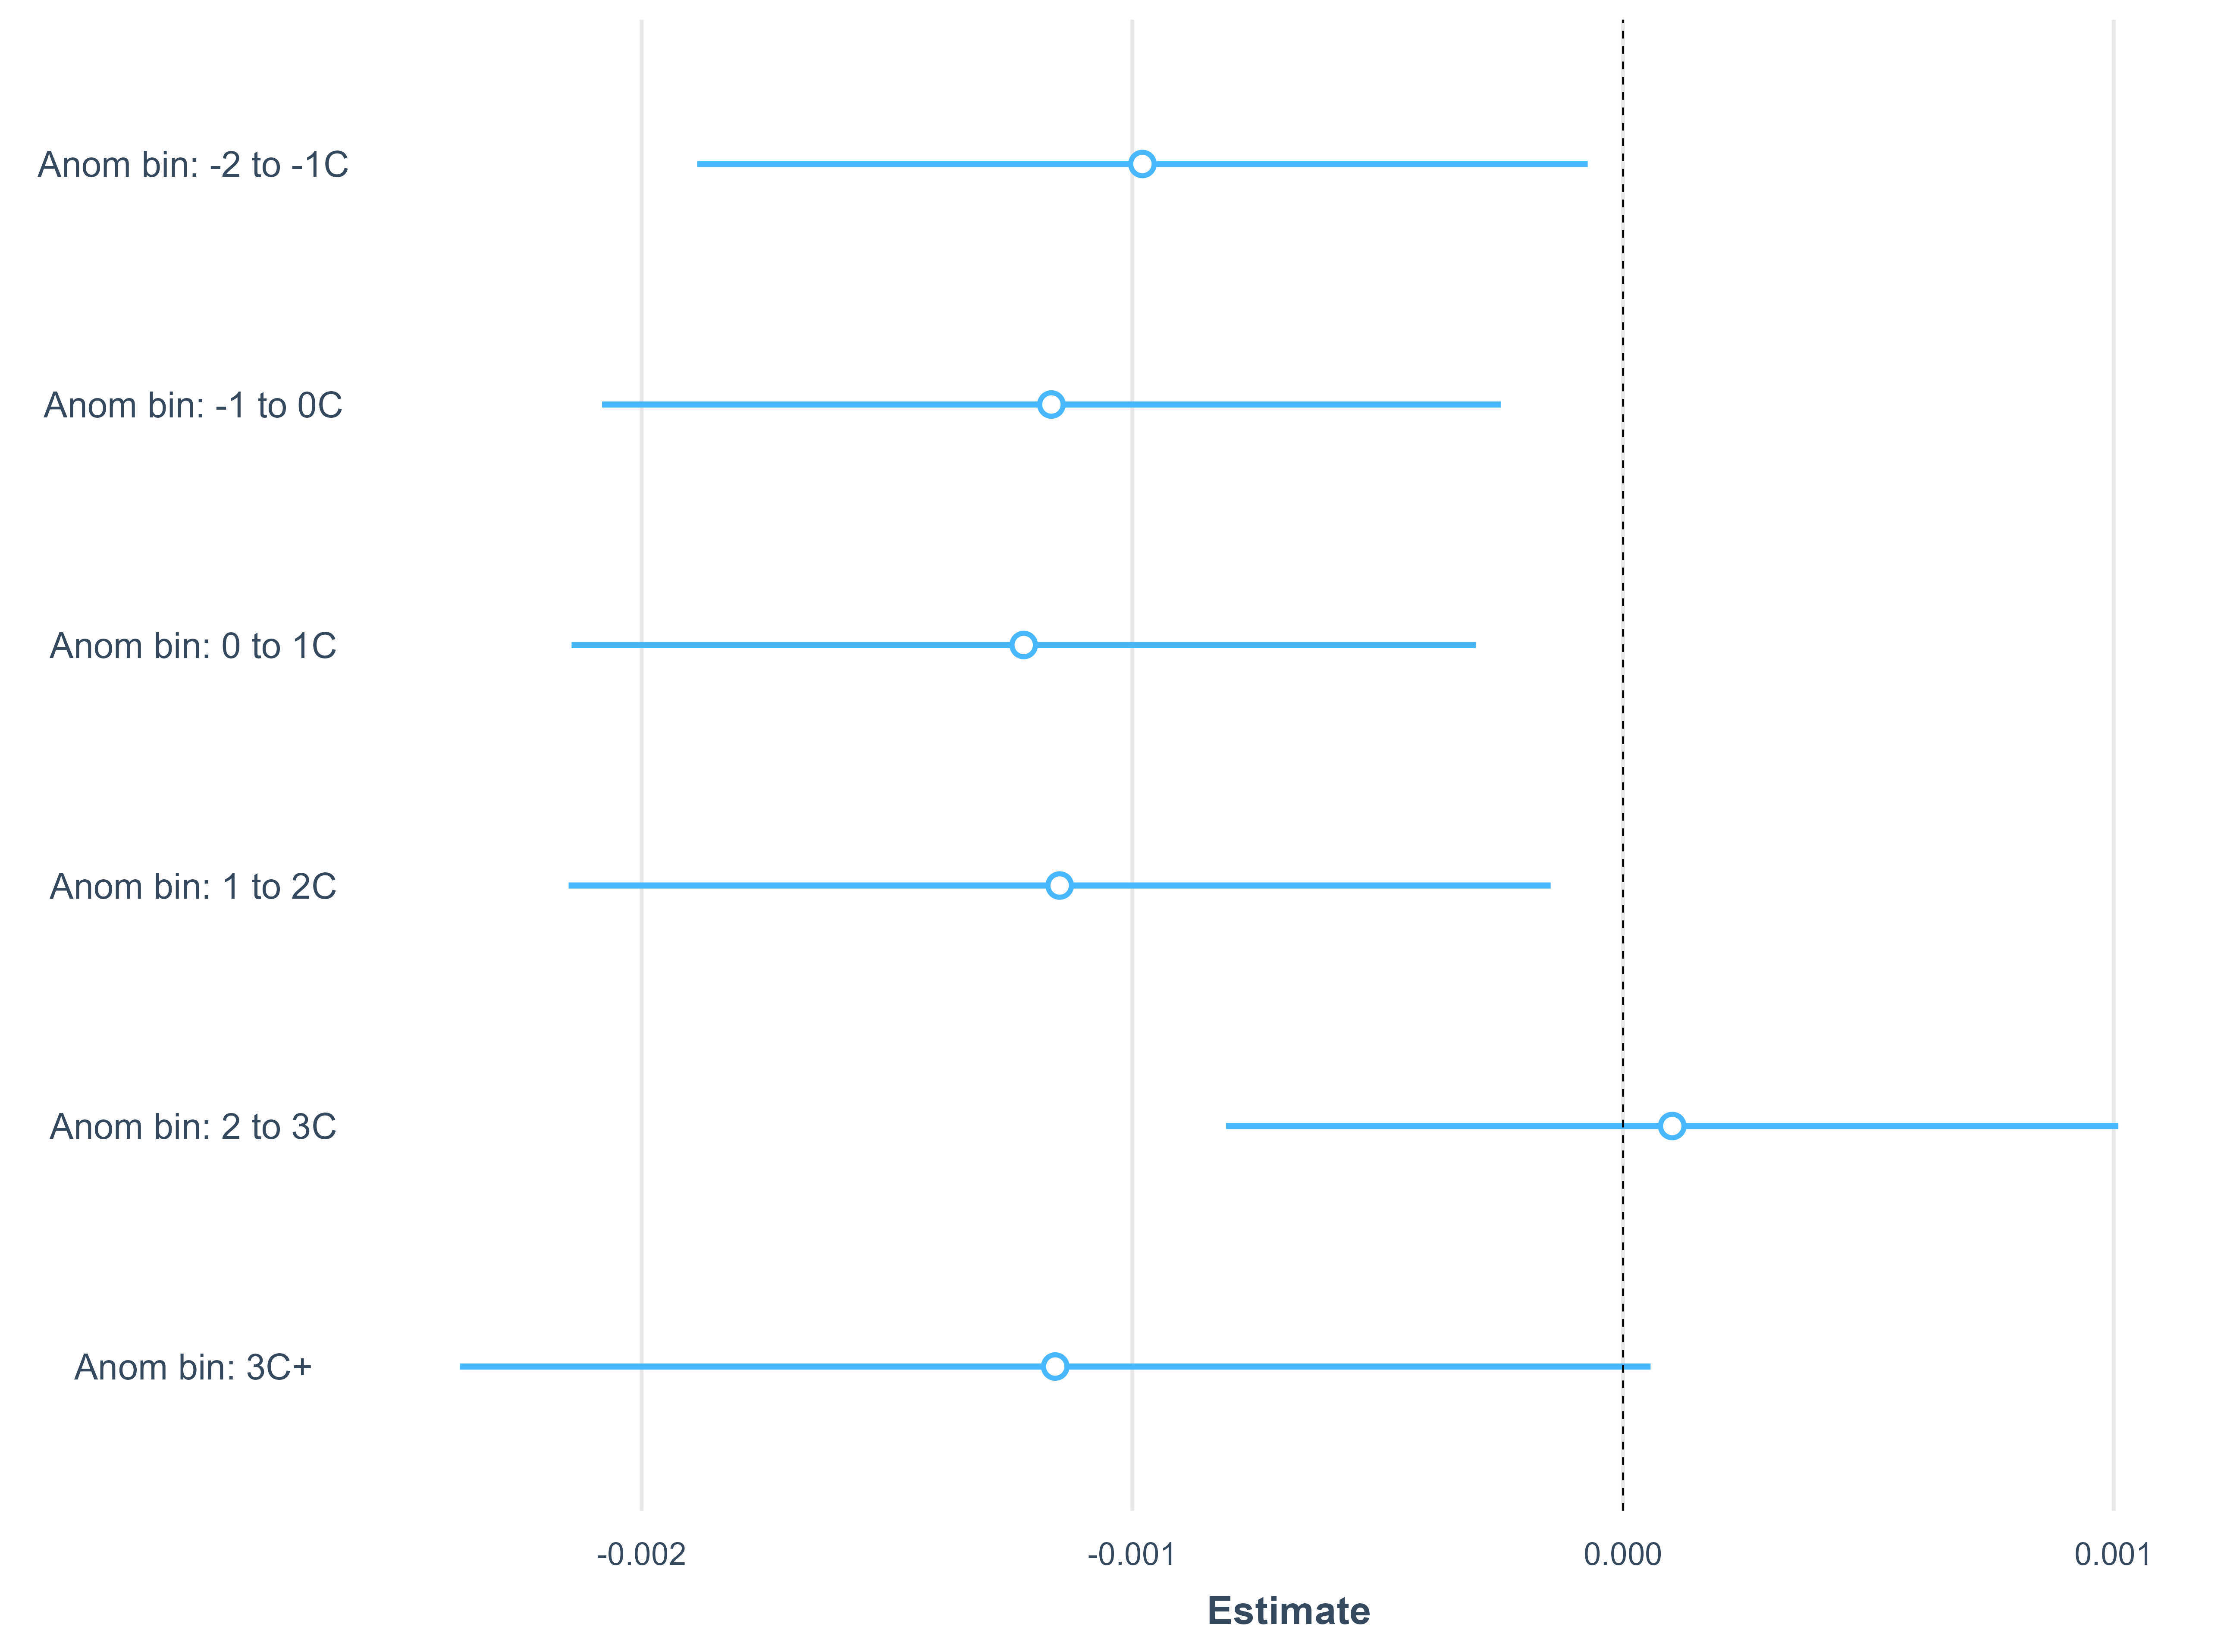 Anom bin: -2 to -1C
Anom bin: -1 to 0C
Anom bin: 0 to 1C
Anom bin: 1 to 2C
Anom bin: 2 to 3C
Anom bin: 3C+
-0.002 -0.001 0.000 0.001
Estimate